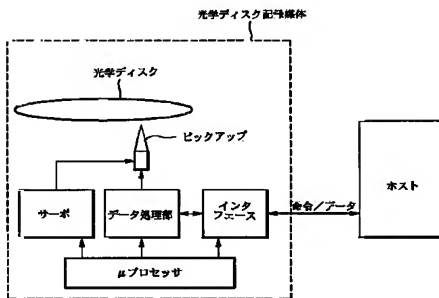 光学ディスク記録媒体
光学ディスク
ピックアップ
サーボ
データ処理部
インタ
フェース
命令/データ
ホスト
μプロセッサ